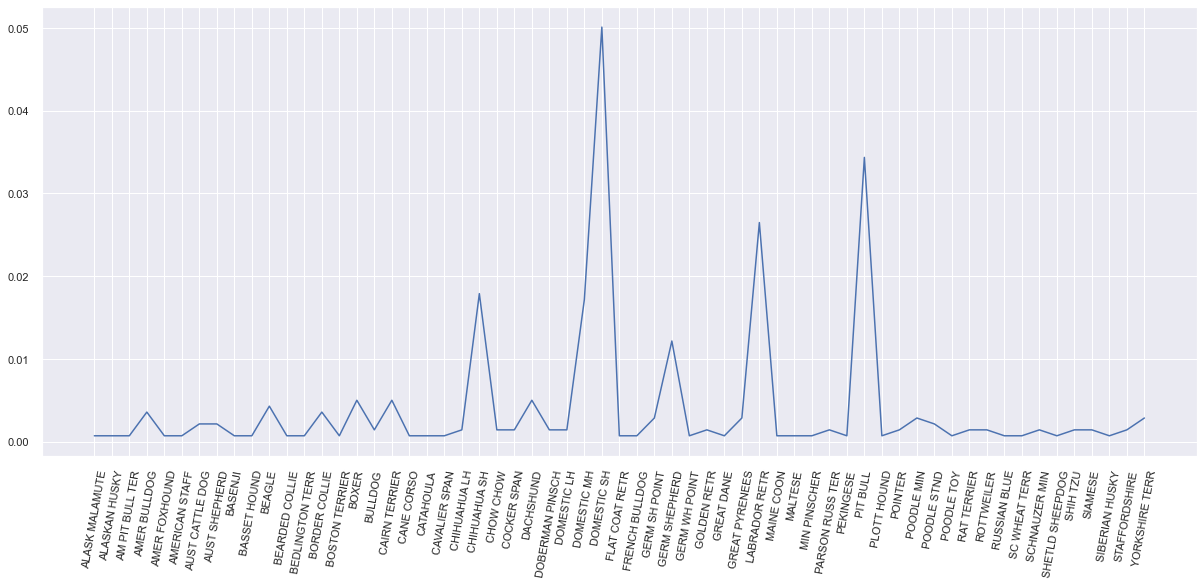 0.05
0.04
0.03
0.02
0.01
0.00
ALASK MALAMUTE
ALASKAN HUSKY
AM PIT BULL TER
AMER BULLDOG
AMER FOXHOUND
AMERICAN STAFF
AUST CATTLE DOG
AUST SHEPHERD
BASENJI
BASSET HOUND
BEAGLE
BEARDED COLLIE
BEDLINGTON TERR
BORDER COLLIE
BOSTON TERRIER
BOXER
BULLDOG
CAIRN TERRIER
CANE CORSO
CATAHOULA
CAVALIER SPAN
CHIHUAHUA LH
CHIHUAHUA SH
CHOW CHOW
COCKER SPAN
DACHSHUND
DOBERMAN PINSCH
DOMESTIC LH
DOMESTIC MH
DOMESTIC SH
FLAT COAT RETR
FRENCH BULLDOG
GERM SH POINT
GERM SHEPHERD
GERM WH POINT
GOLDEN RETR
GREAT DANE
GREAT PYRENEES
LABRADOR RETR
MAINE COON
MALTESE
MIN PINSCHER
PARSON RUSS TER
PEKINGESE
PIT BULL
PLOTT HOUND
POINTER
POODLE MIN
POODLE STND
POODLE TOY
RAT TERRIER
ROTTWEILER
RUSSIAN BLUE
SC WHEAT TERR
SCHNAUZER MIN
SHETLD SHEEPDOG
SHIH TZU
SIAMESE
SIBERIAN HUSKY
STAFFORDSHIRE
YORKSHIRE TERR